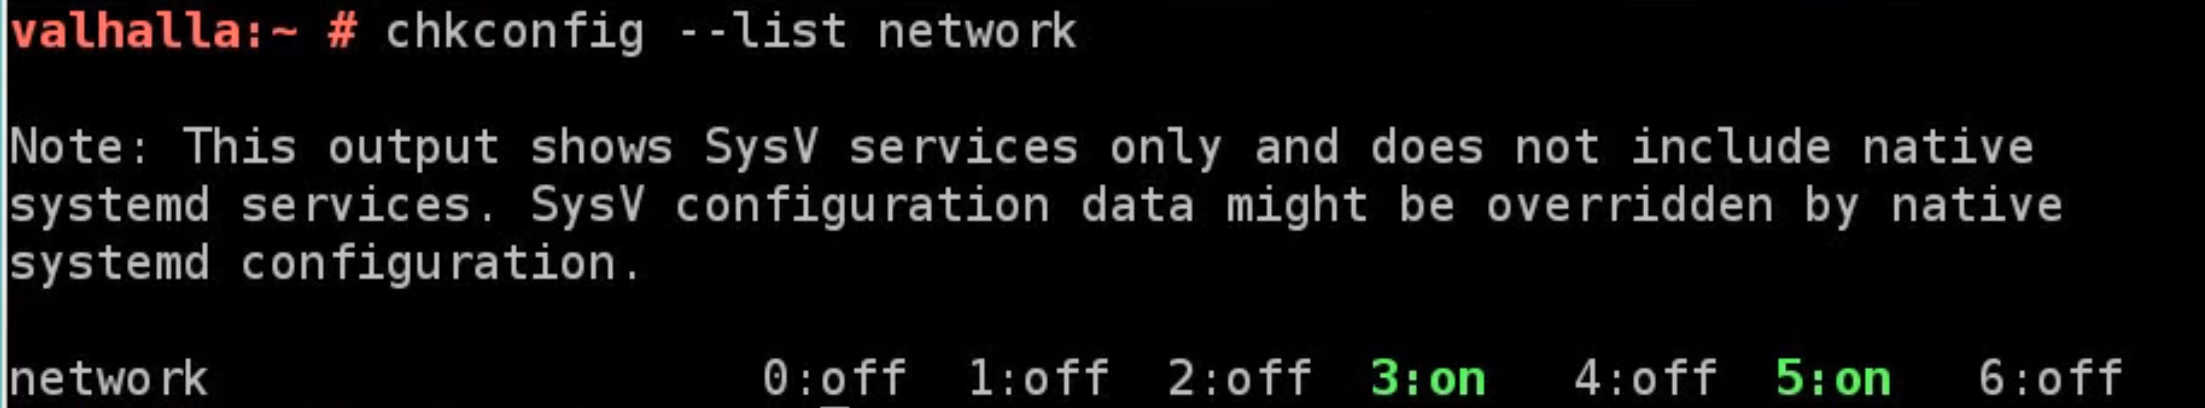 valhalla:~ # chkconfig --list network
Note: This output shows SysV services only and does not include native
systemd services. SysV configuration data might be overridden by native
systemd configuration.
network 0:off 1:off 2:off 3:on 4:off 5:on 6:off